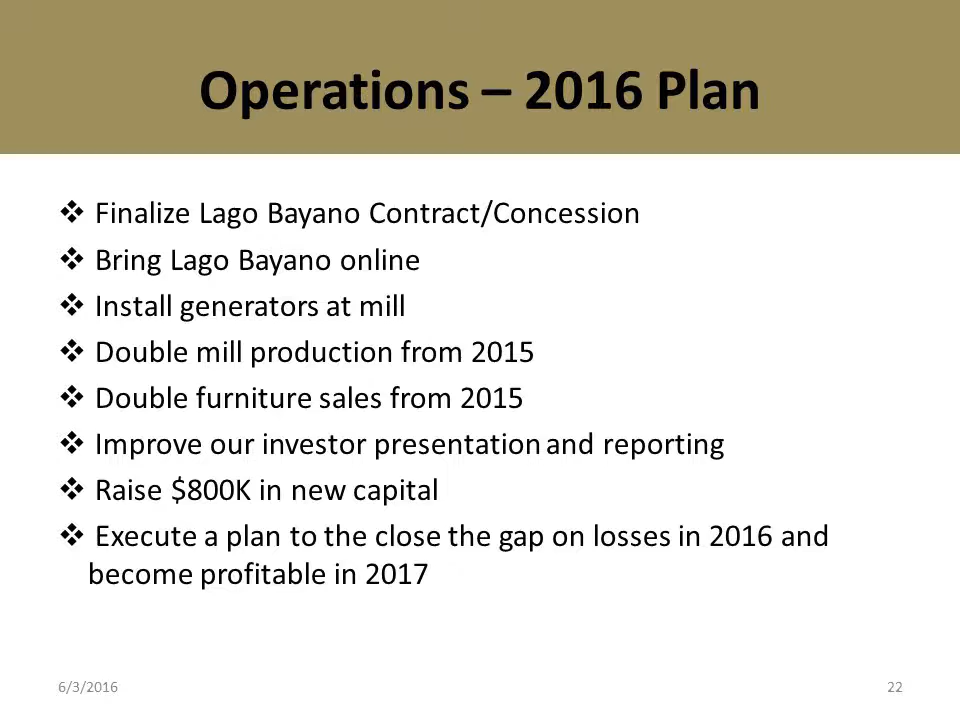 Operations – 2016 Plan
❖ Finalize Lago Bayano Contract/Concession
❖ Bring Lago Bayano online
❖ Install generators at mill
❖ Double mill production from 2015
❖ Double furniture sales from 2015
❖ Improve our investor presentation and reporting
❖ Raise $800K in new capital
❖ Execute a plan to the close the gap on losses in 2016 and
become profitable in 2017
6/3/2016
22